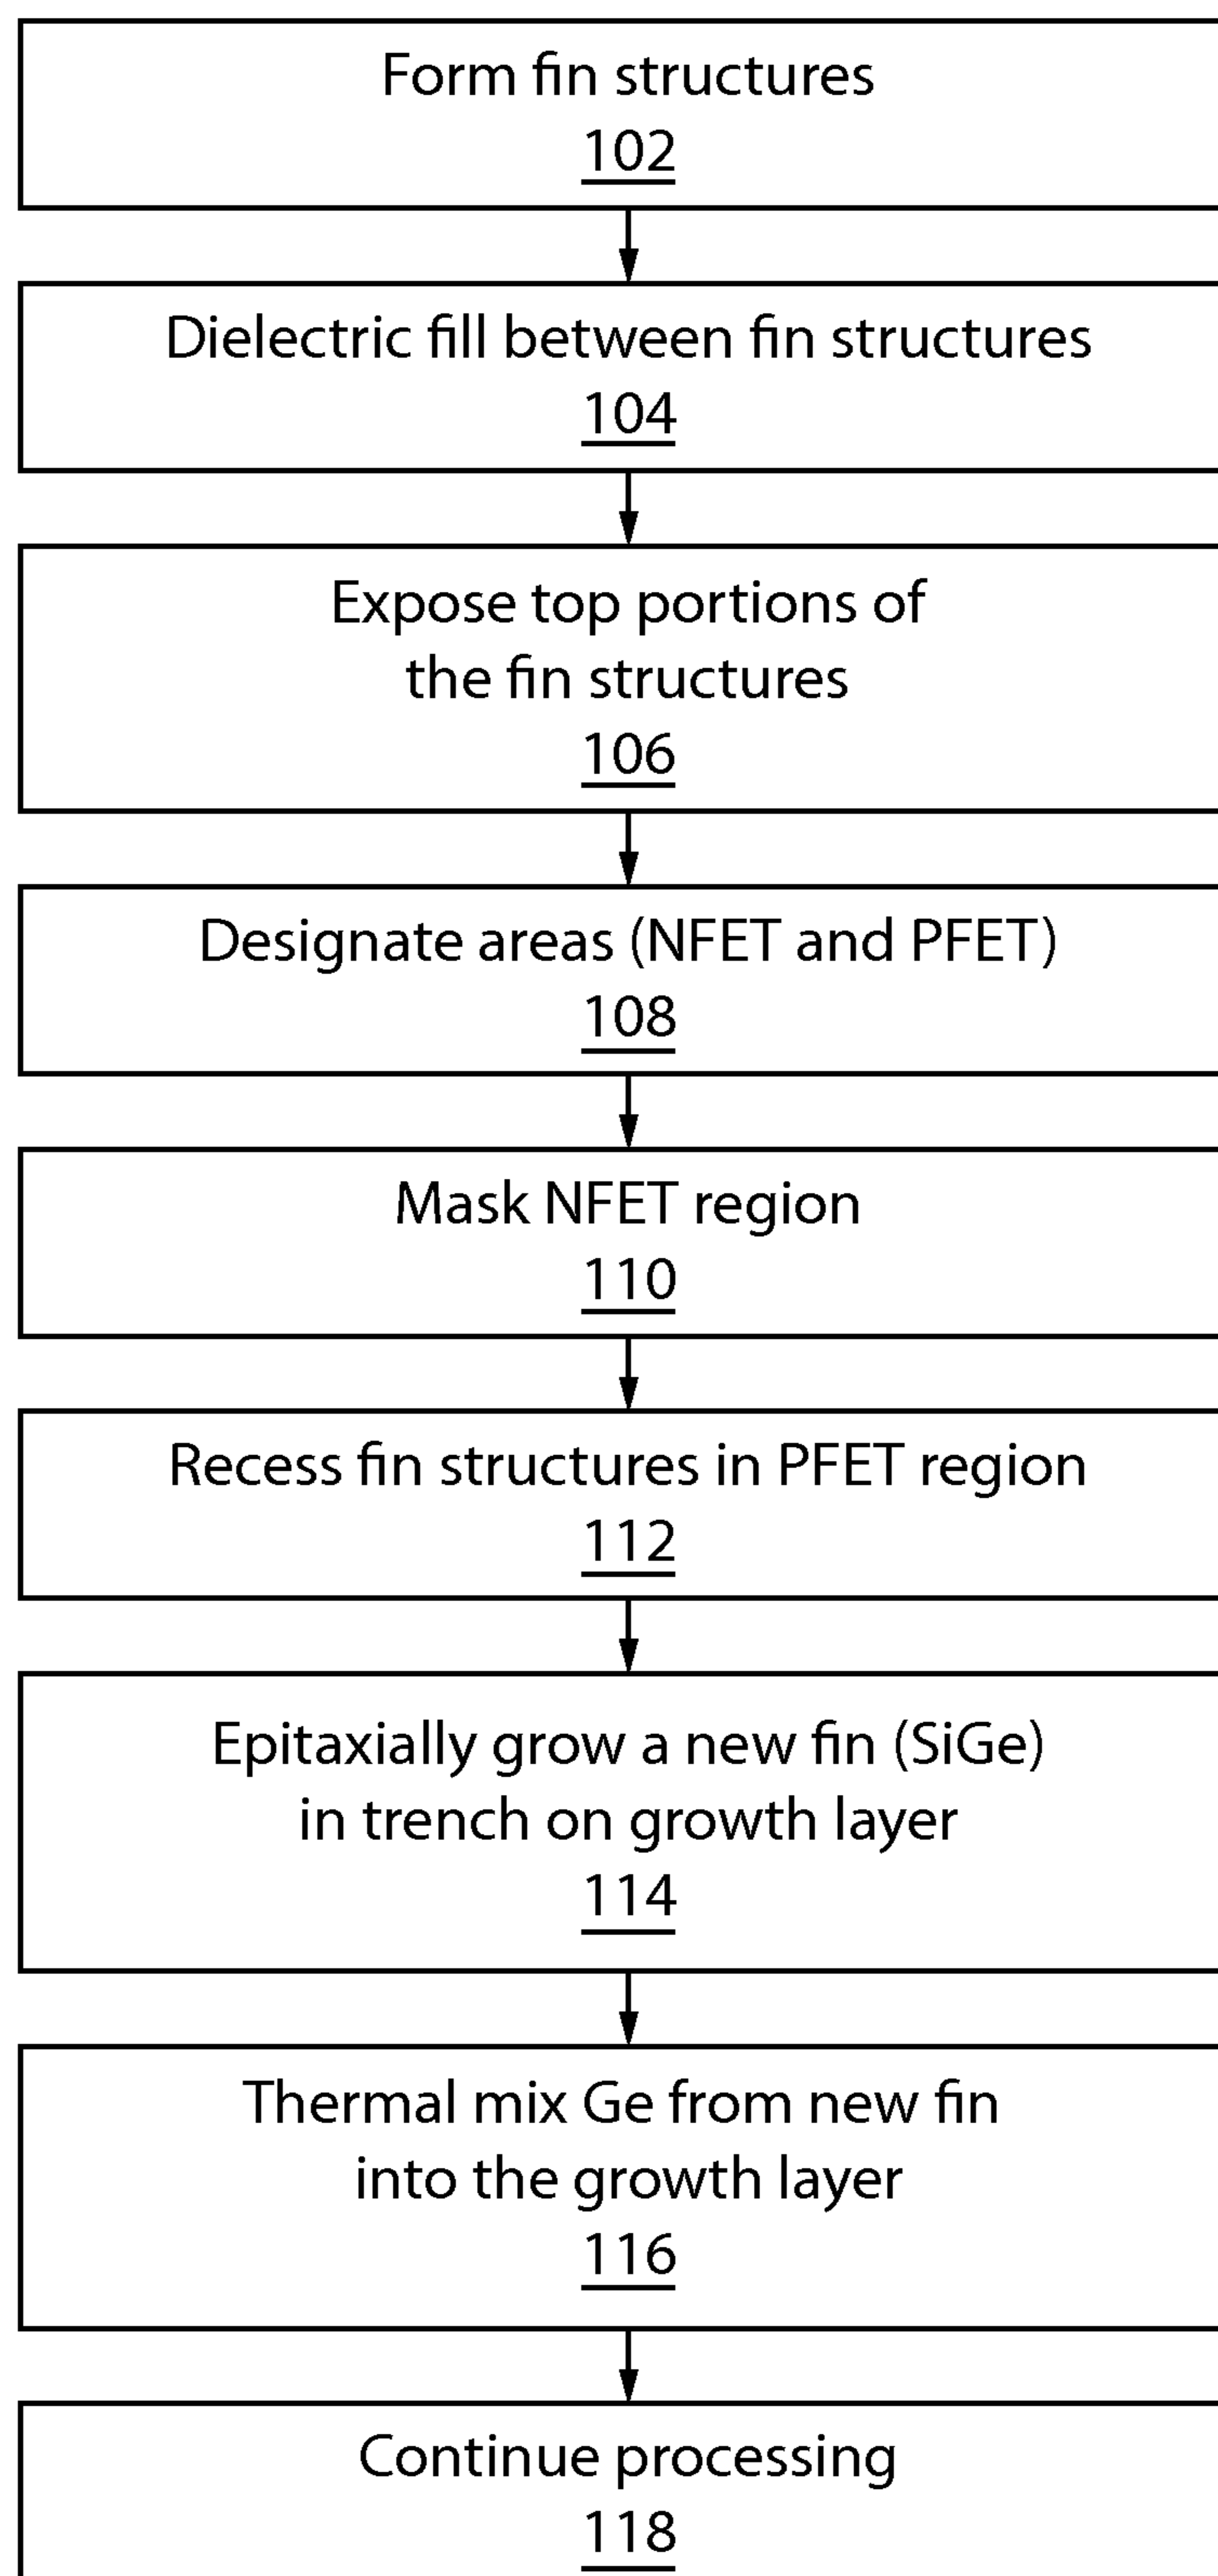 Form fin structures
102
Dielectric fill between fin structures
104
Expose top portions of
the fin structures
106
Designate areas (NFET and PFET)
108
Mask NFET region
110
Recess fin structures in PFET region
112
Epitaxially grow a new fin (SiGe)
in trench on growth layer
114
Thermal mix Ge from new fin
into the growth layer
116
Continue processing
118